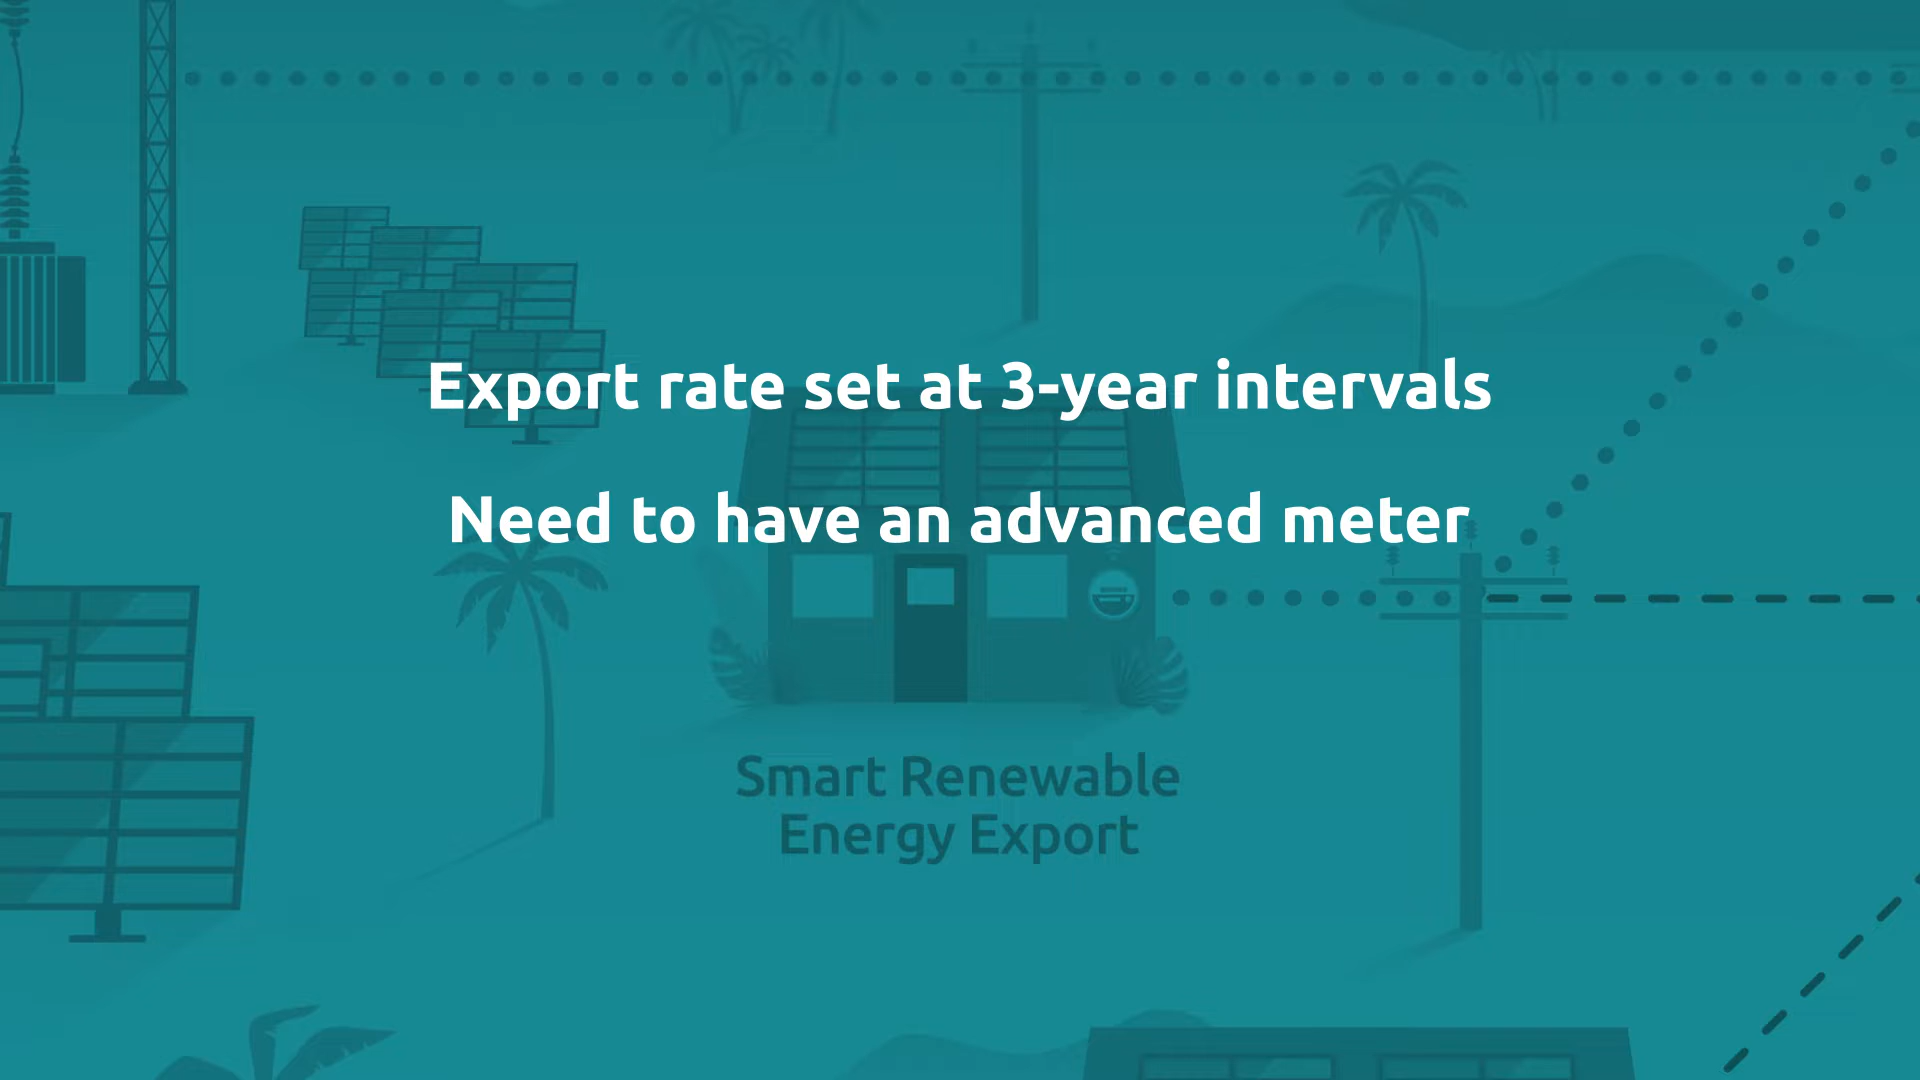 Export rate set at 3-year intervals
Need to have an advanced meter
Smart Renewable
Energy Export